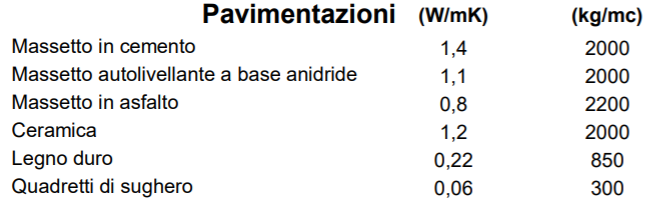 Pavimentazioni (W/mK) (kg/mc)
Massetto in cemento 1,4 2000
Massetto autolivellante a base anidride 1,1 2000
Massetto in asfalto 0,8 2200
Ceramica 1,2 2000
Legno duro 0,22 850
Quadretti di sughero 0,06 300